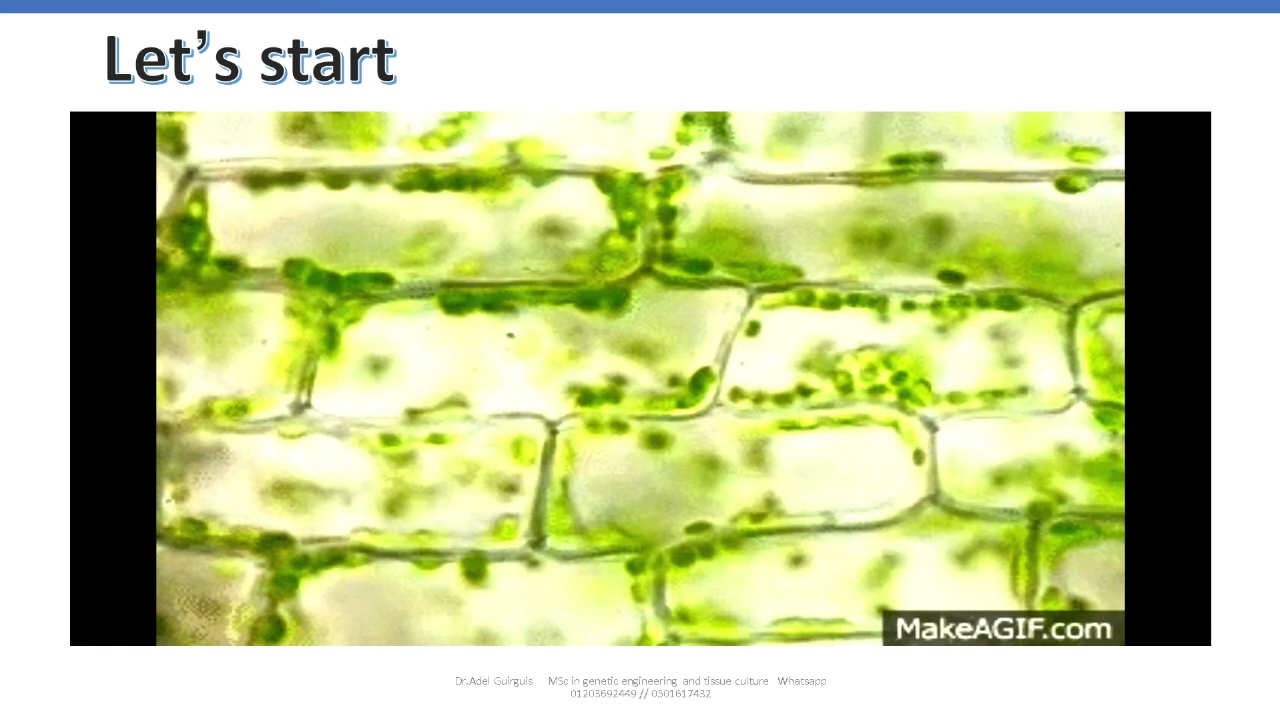 Let’s start
MakeAGIF.com
Dr.Adel Guirguis MSc in genetic engineering and tissue culture Whatsapp
01203692449 // 0501617432